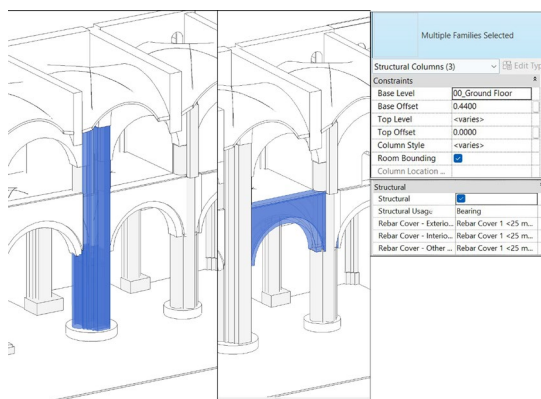 Multiple Families Selected
Structural Columns (3) Edit Typ
Constraints
Base Level 00_Ground Floor
Base Offset 0.4400
Top Level <varies>
Top Offset 0.0000
Column Style <varies>
Room Bounding
Column Location ...
Structural
Structural
Structural Usage Bearing
Rebar Cover - Exterio... Rebar Cover 1 <25 m...
Rebar Cover - Interio... Rebar Cover 1 <25 m...
Rebar Cover - Other ... Rebar Cover 1 <25 m...